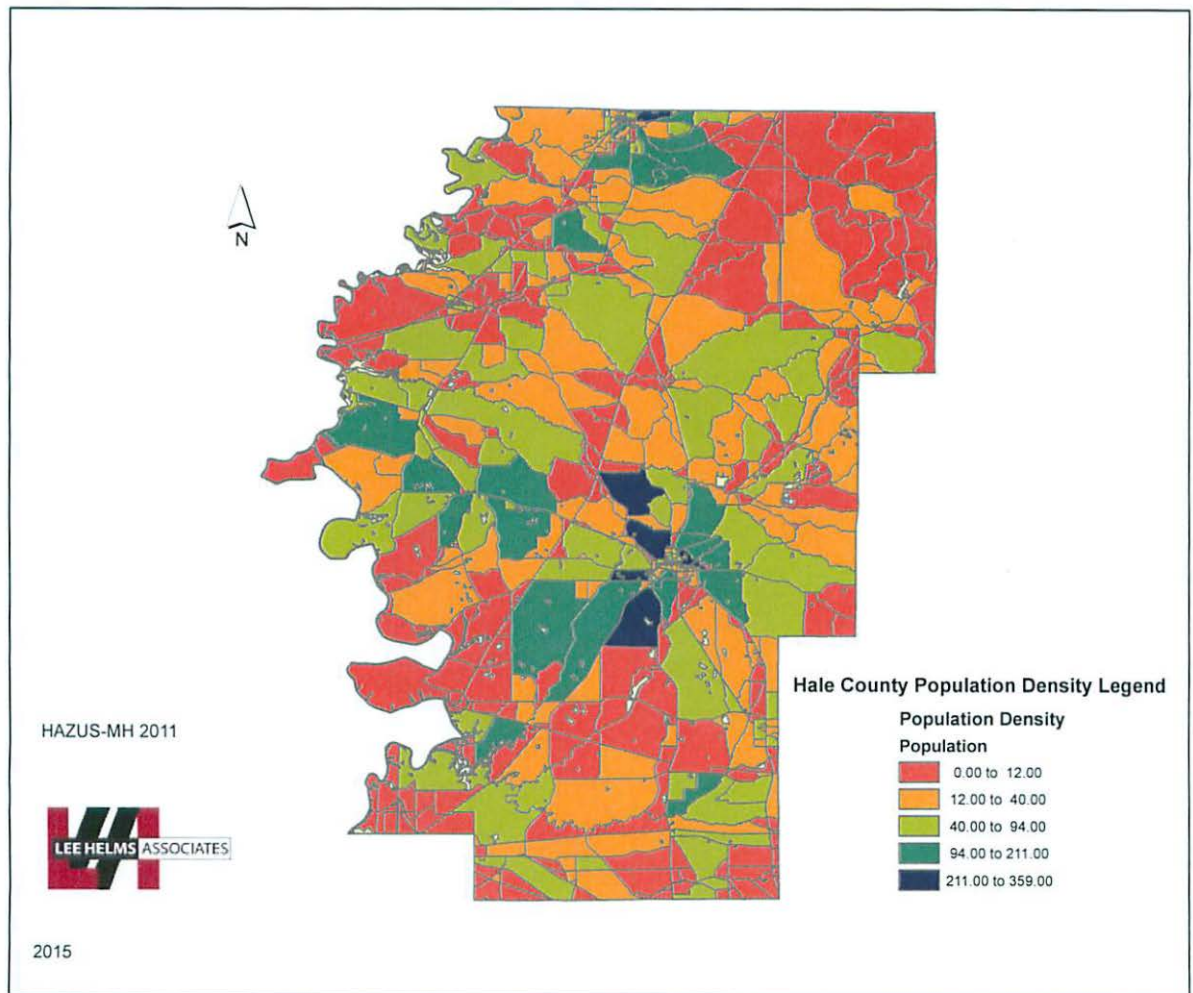 N
Hale County Population Density Legend
Population Density
Population
0.00 to 12.00
12.00 to 40.00
40.00 to 94.00
94.00 to 211.00
211.00 to 359.00
HAZUS-MH 2011
LEE HELMS ASSOCIATES
2015